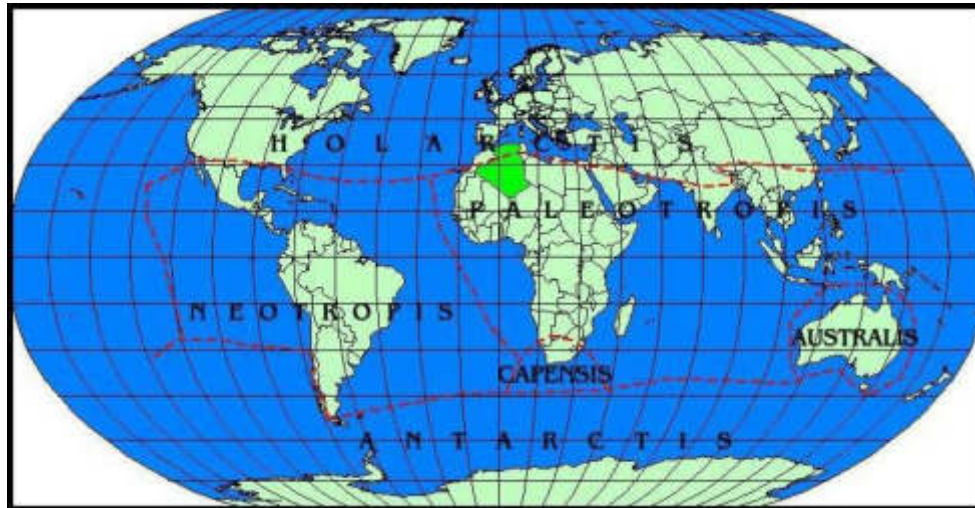 HOLARCTIS
PALEOTROPIS
NEOTROPIS
AUSTRALIS
CAPENSIS
ANTARCTIS